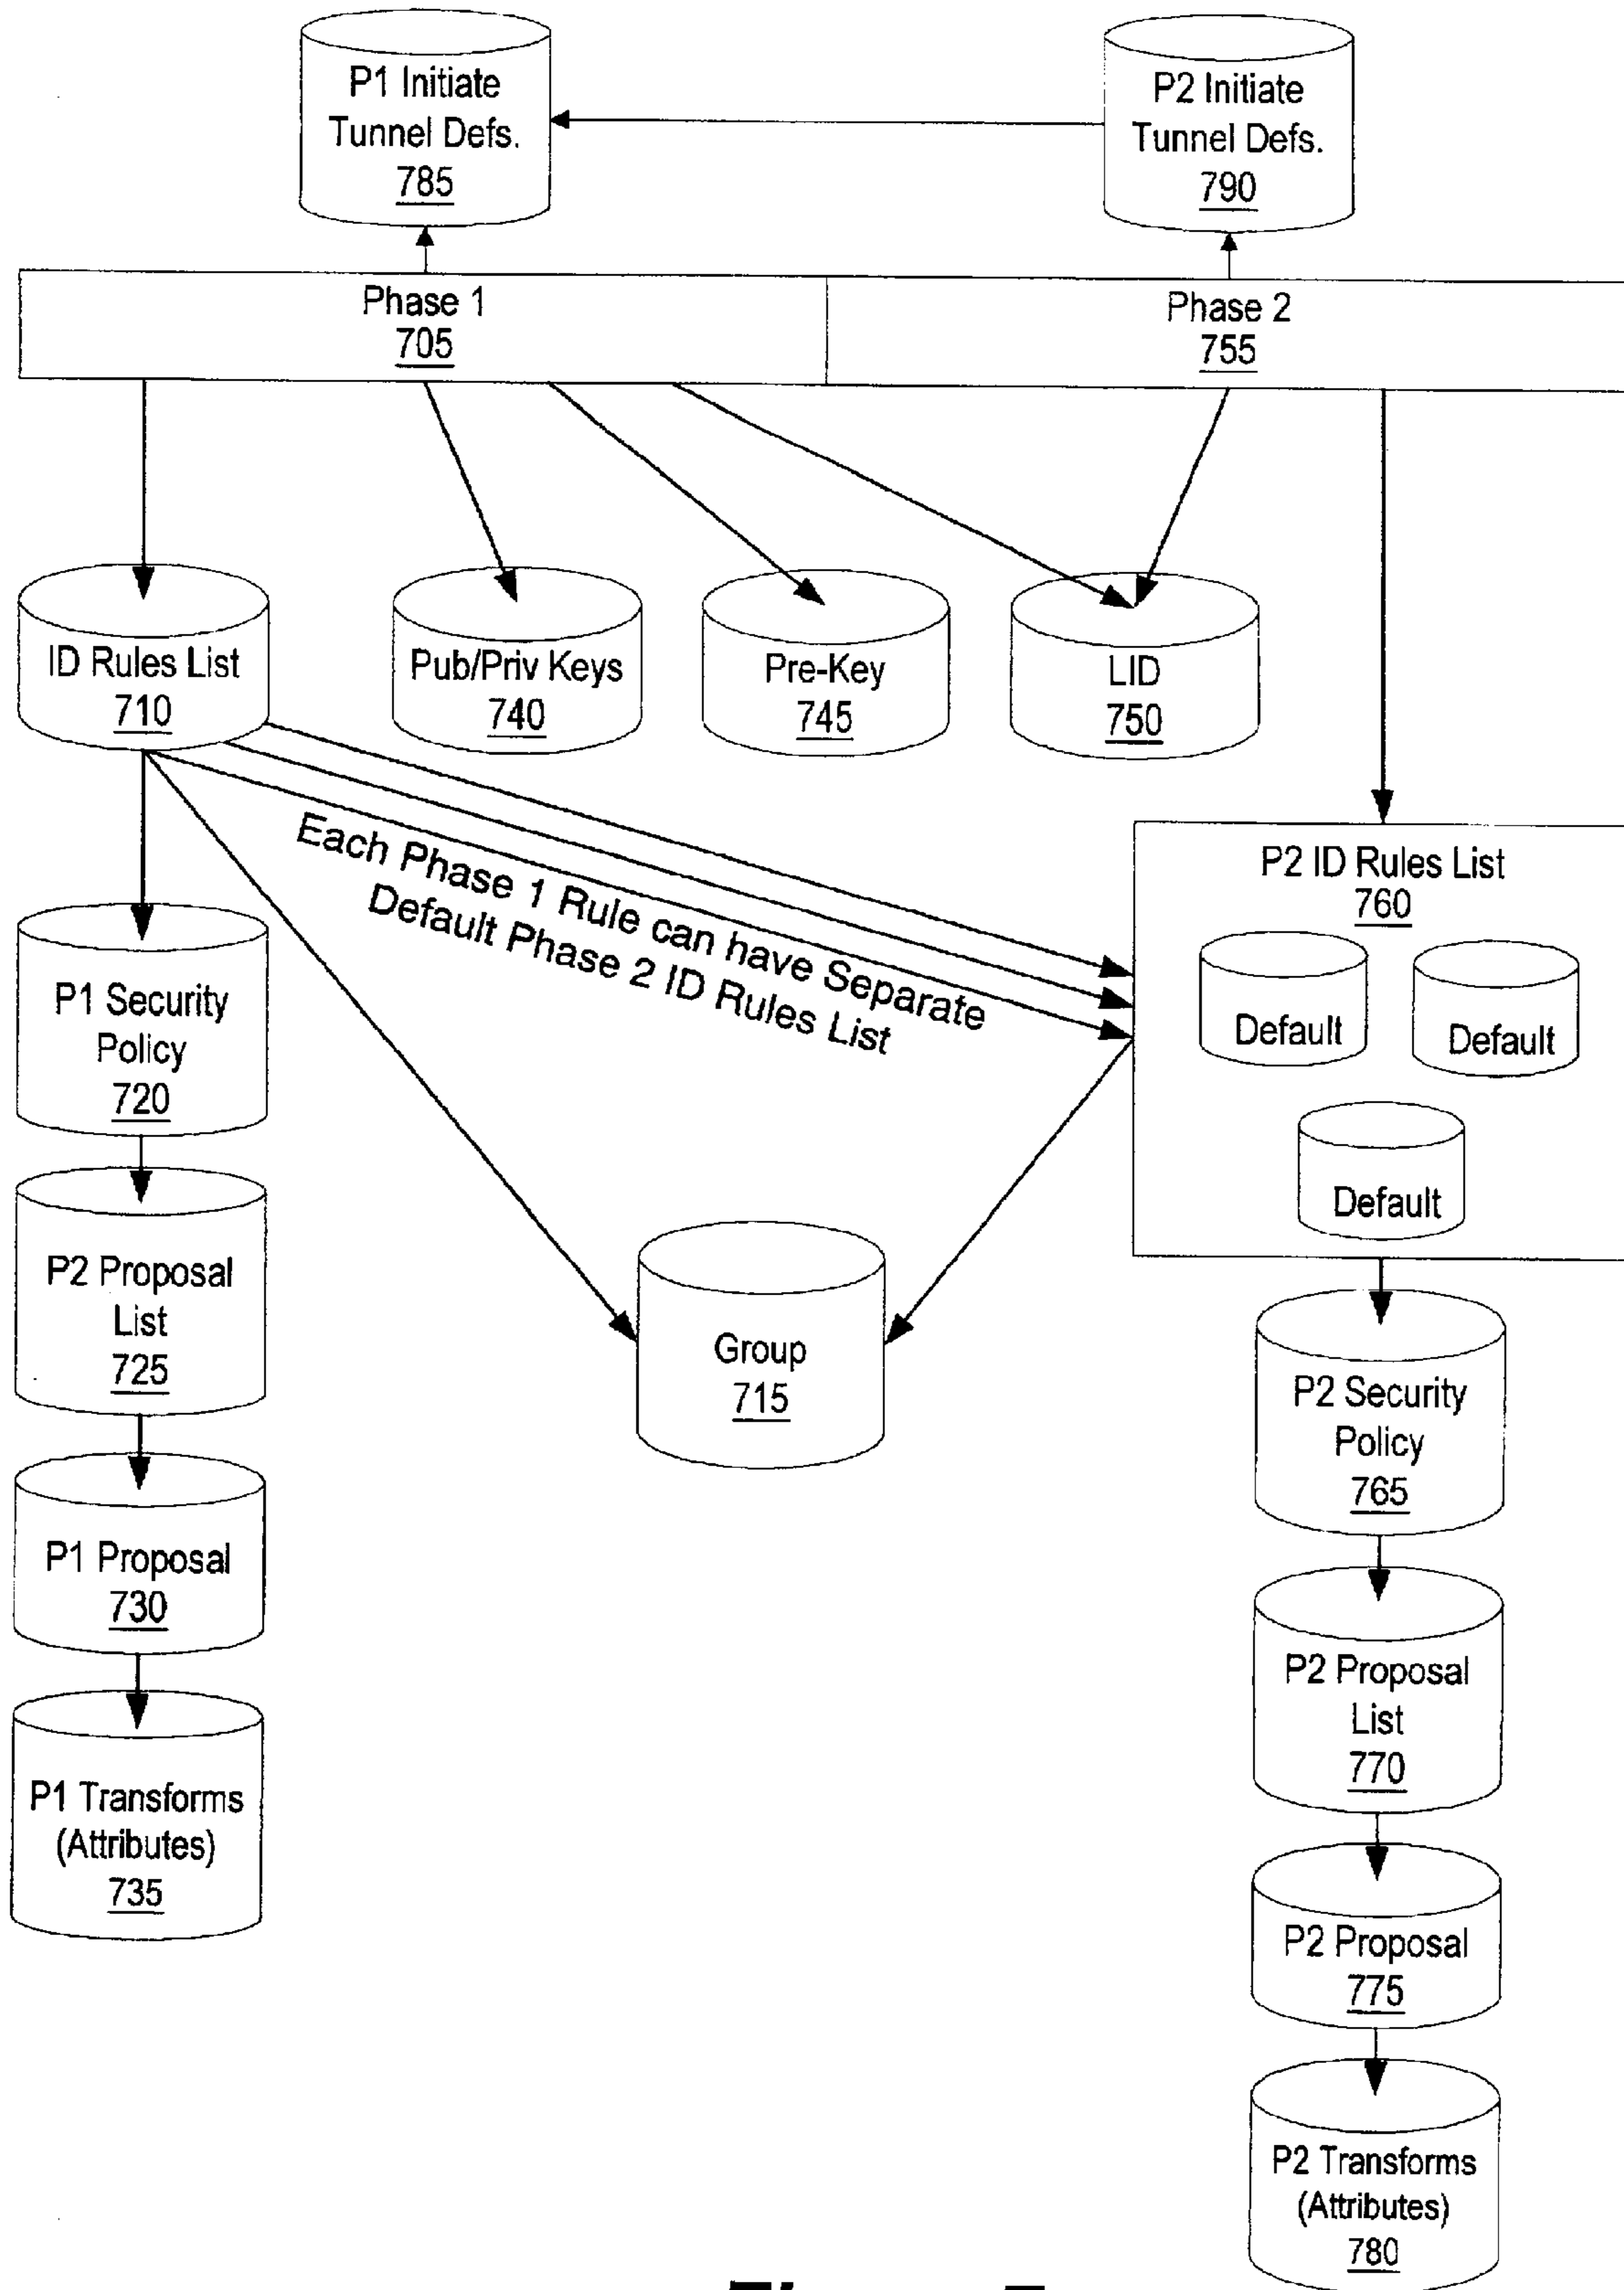 P1 Initiate
Tunnel Defs.
785
P2 Initiate
Tunnel Defs.
790
Phase 1
705
Phase 2
755
ID Rules List
710
Pub/Priv Keys
740
Pre-Key
745
LID
750
Each Phase 1 Rule can have Separate
Default Phase 2 ID Rules List
P2 ID Rules List
760
Default
Default
Default
P1 Security
Policy
720
P2 Proposal
List
725
P1 Proposal
730
P1 Transforms
(Attributes)
735
Group
715
P2 Security
Policy
765
P2 Proposal
List
770
P2 Proposal
775
P2 Transforms
(Attributes)
780